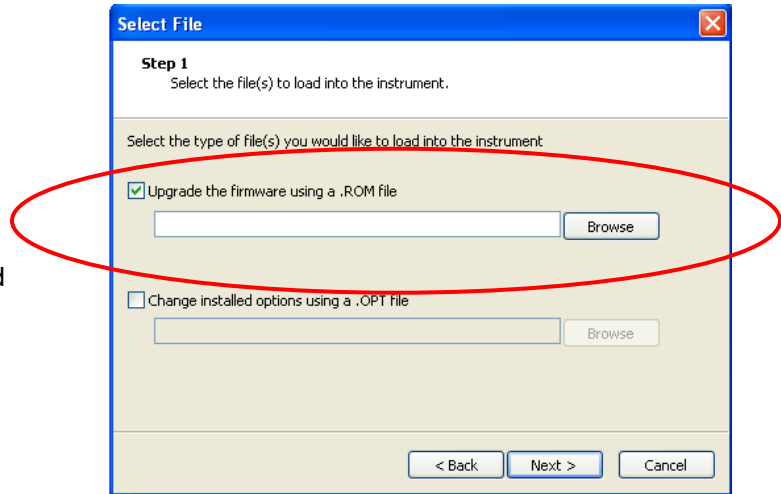 Select File
Step 1
Select the file(s) to load into the instrument.
Select the type of file(s) you would like to load into the instrument
Upgrade the firmware using a .ROM file
Browse
d
Change installed options using a .OPT file
Browse
< Back Next > Cancel